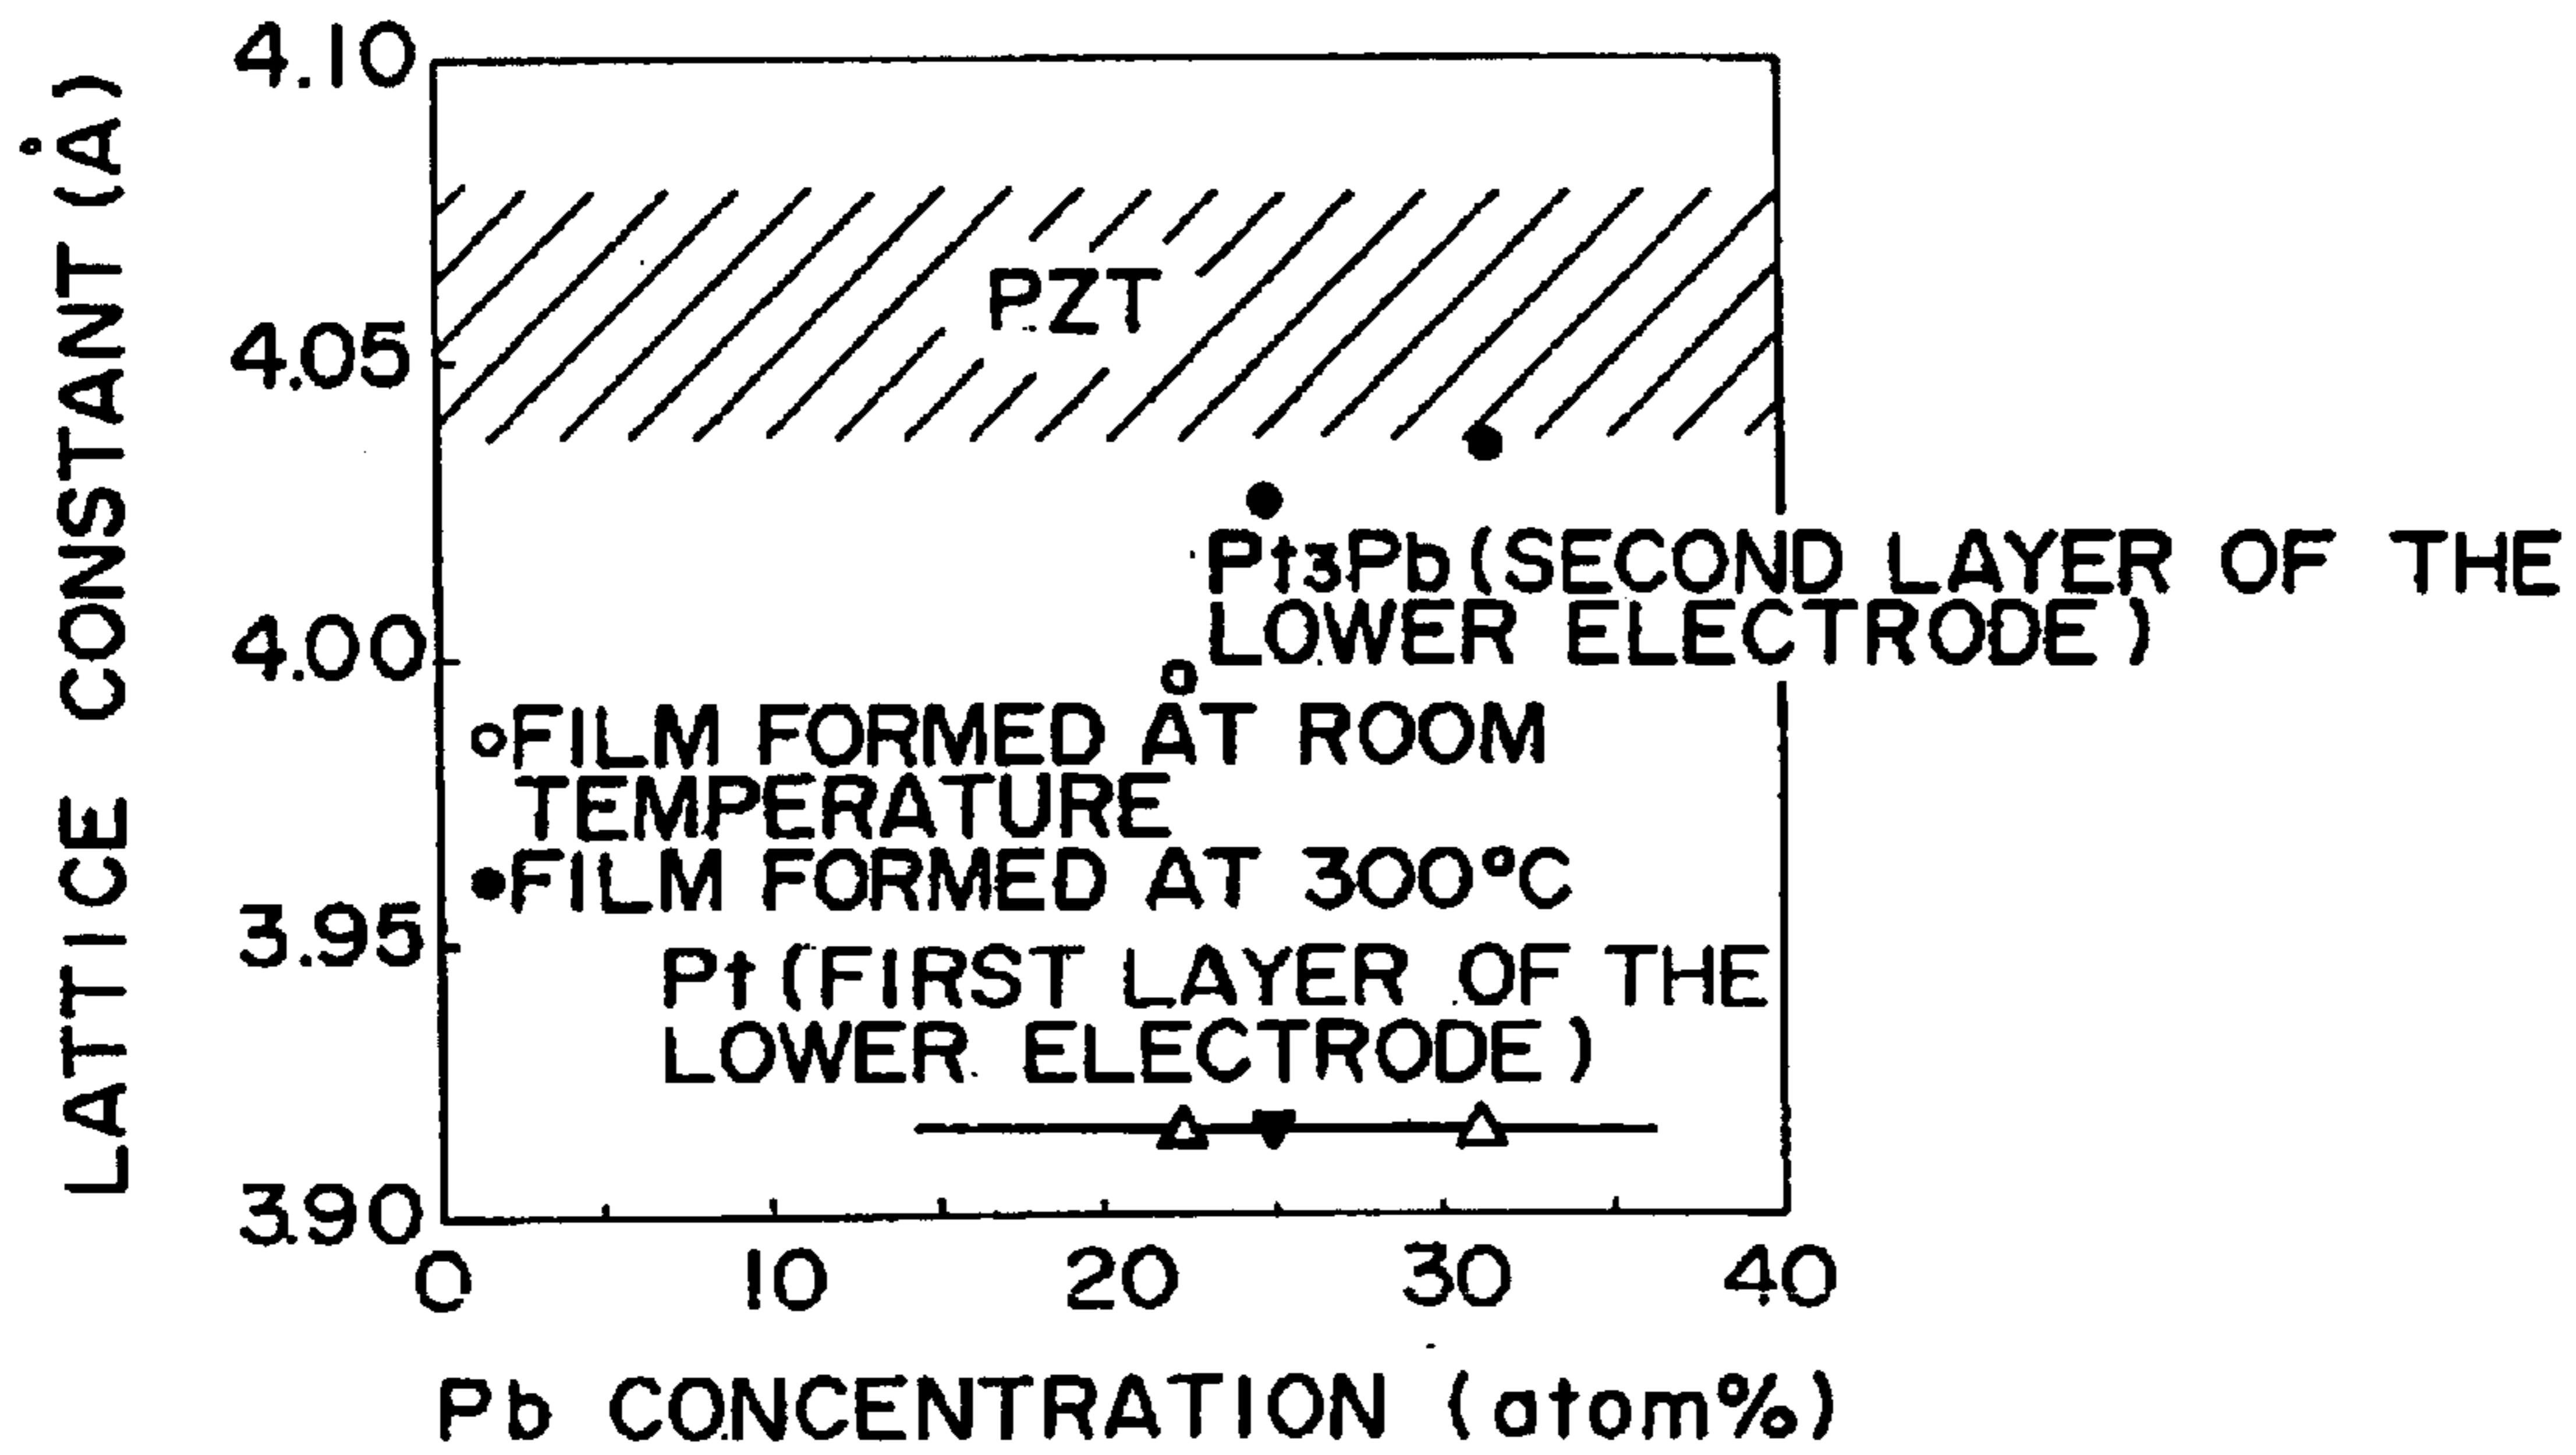 LATTICE CONSTANT (Å)
4.10
4.05
4.00
3.95
3.90
PZT
Pt₃Pb (SECOND LAYER OF THE
LOWER ELECTRODE)
○ FILM FORMED AT ROOM
TEMPERATURE
● FILM FORMED AT 300°C
Pt (FIRST LAYER OF THE
LOWER ELECTRODE)
0 10 20 30 40
Pb CONCENTRATION (atom%)